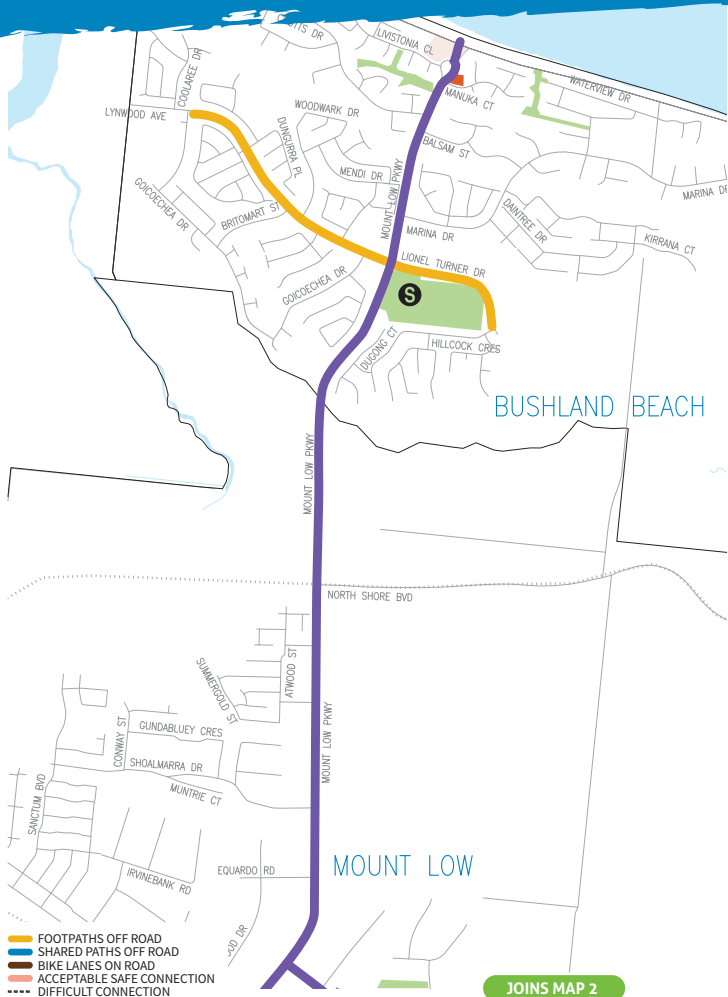 LIVISTONIA CL
COOLAREE DR
LYNWOOD AVE
WOODWARK DR
MANUKA CT
WATERVIEW DR
DUNGURRA PL
BALSAM ST
MENDI DR
MOUNT LOW PKWY
MARINA DR
GOICOECHEA DR
BRITOMART ST
DAINTREE DR
MARINA DR
KIRRANA CT
LIONEL TURNER DR
GOICOECHEA DR
S
DUGONG CT
HILLCOCK CRES
BUSHLAND BEACH
MOUNT LOW PKWY
NORTH SHORE BVD
SUMMERGOLD ST
ATWOOD ST
CONWAY ST
GUNDABLUEY CRES
MOUNT LOW PKWY
SHOALMARRA DR
MUNTRIE CT
SANCTUM BVD
IRVINEBANK RD
EQUARDO RD
MOUNT LOW
FOOTPATHS OFF ROAD
SHARED PATHS OFF ROAD
BIKE LANES ON ROAD
ACCEPTABLE SAFE CONNECTION
DIFFICULT CONNECTION
JOINS MAP 2